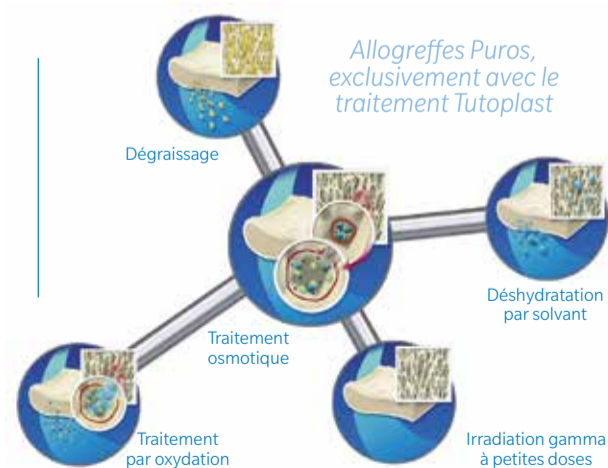 Allogreffes Puros,
exclusivement avec le
traitement Tutoplast
Dégraissage
Déshydratation
par solvant
Traitement
osmotique
Traitement
par oxydation
Irradiation gamma
à petites doses